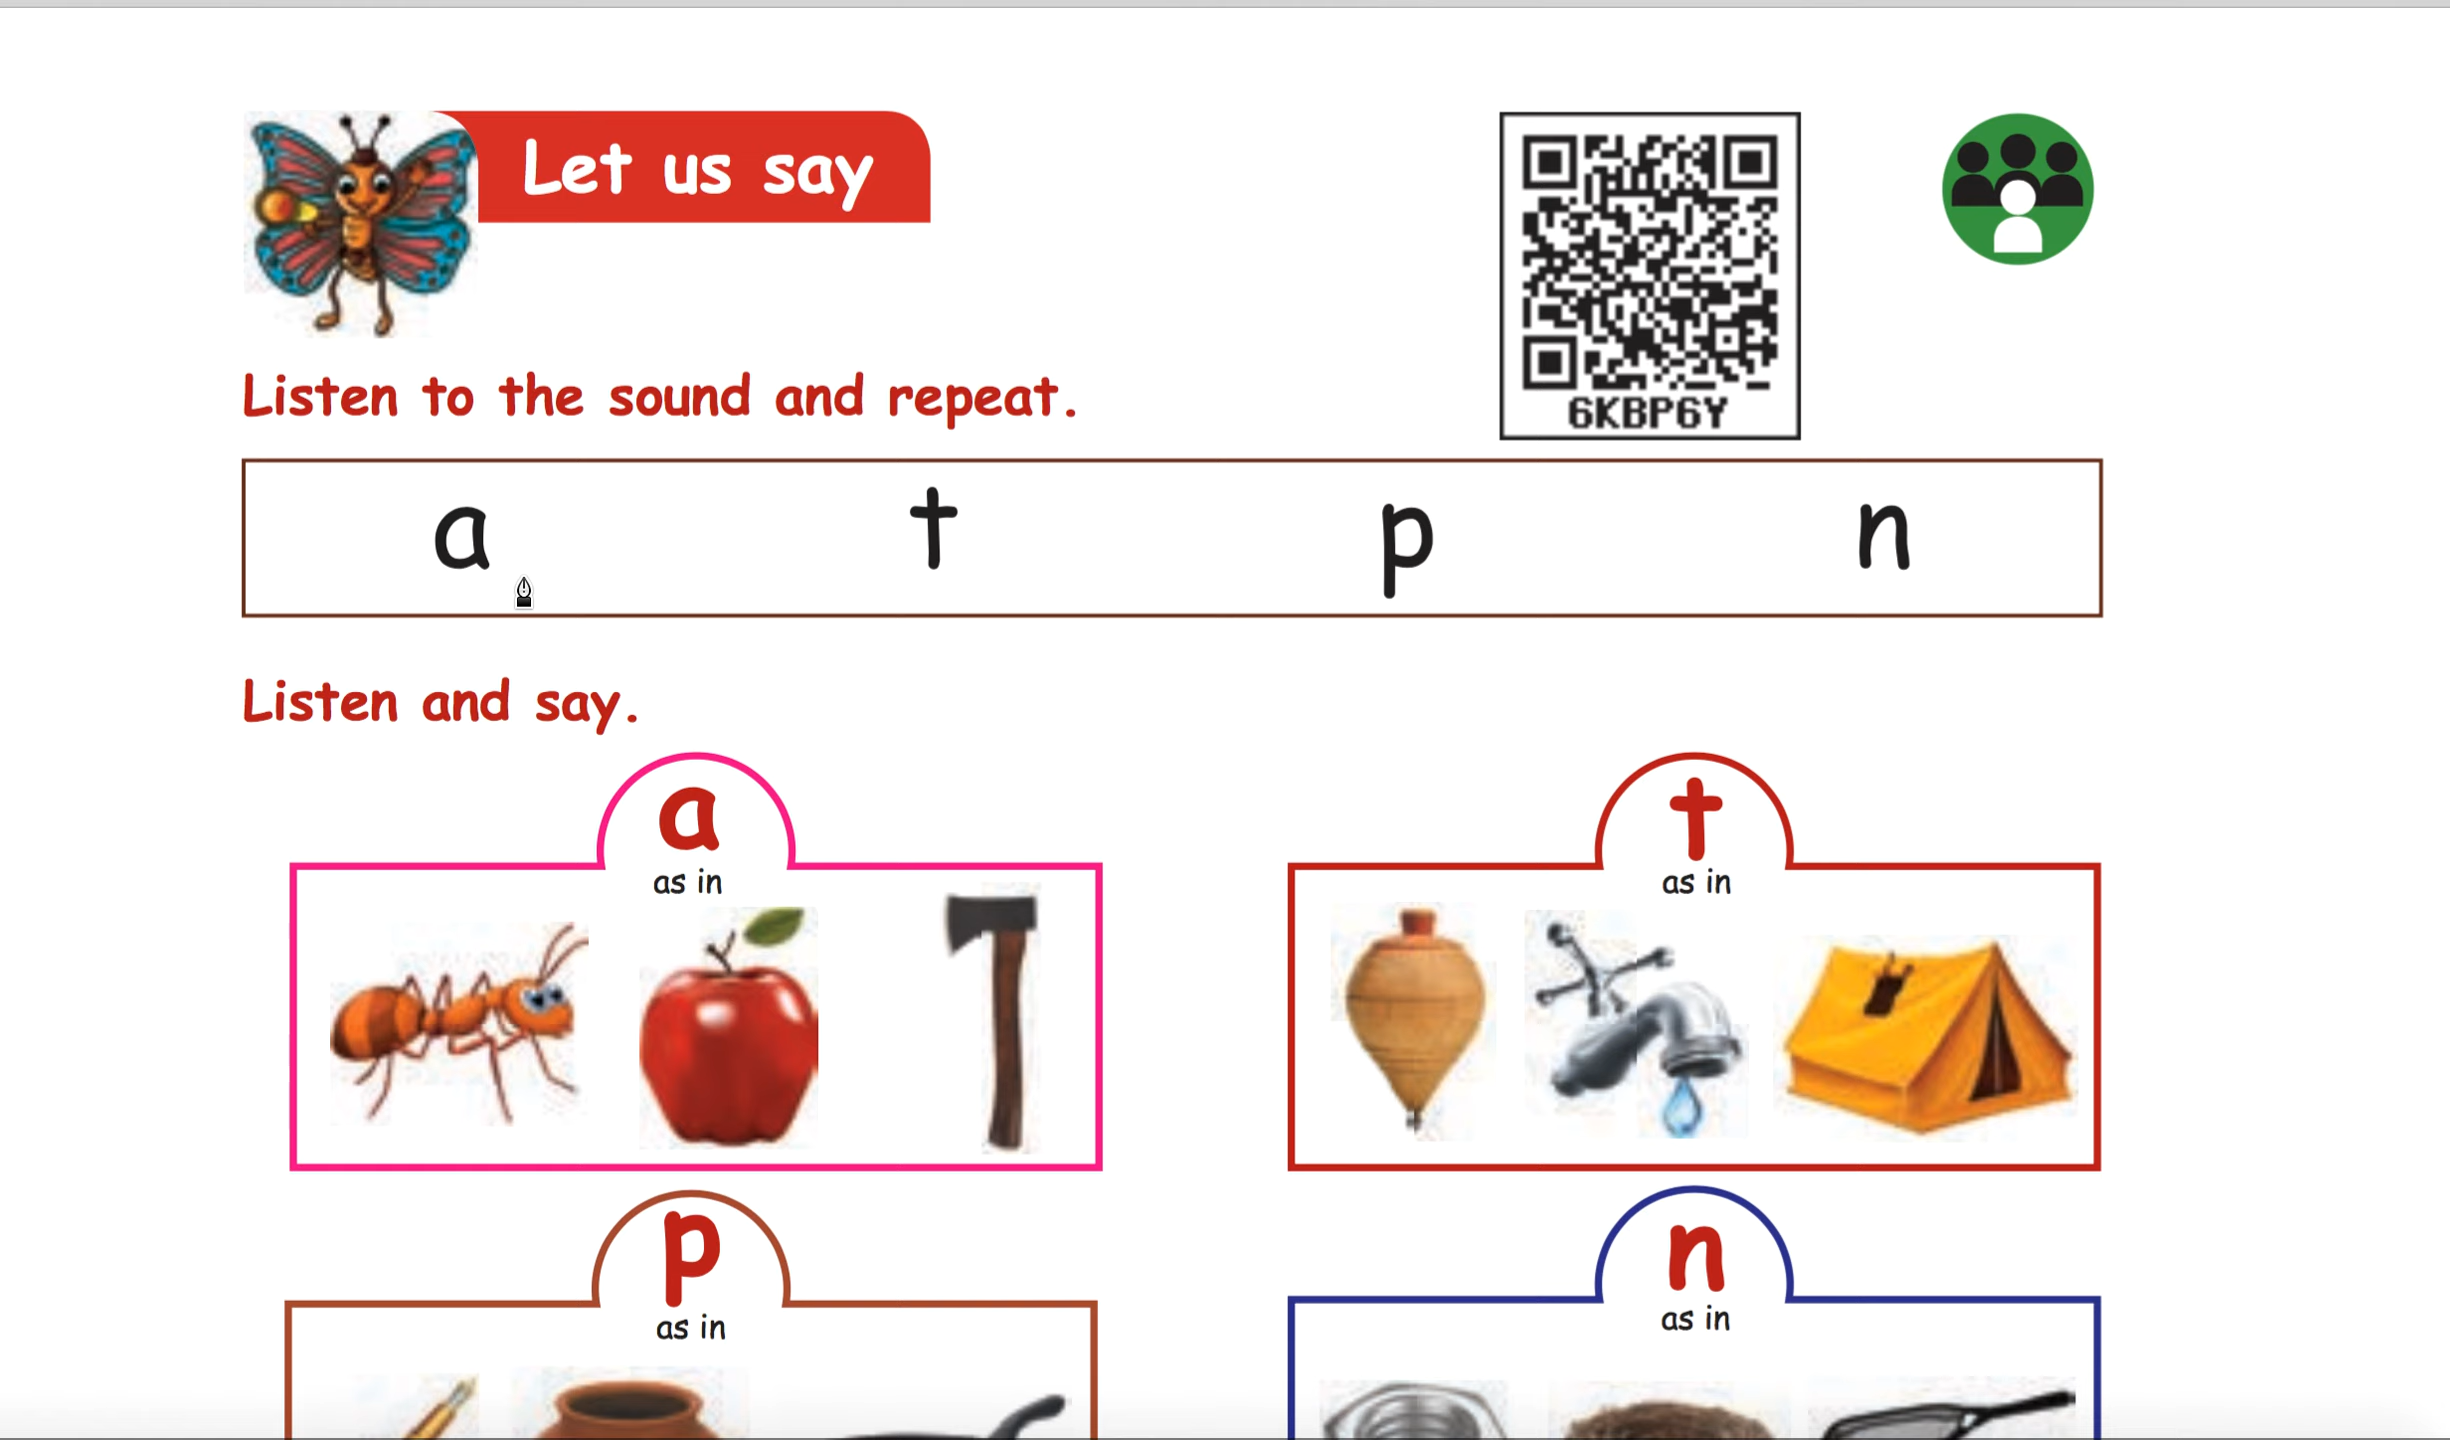 Let us say
6KBP6Y
Listen to the sound and repeat.
a t p n
Listen and say.
a
as in
t
as in
p
as in
n
as in